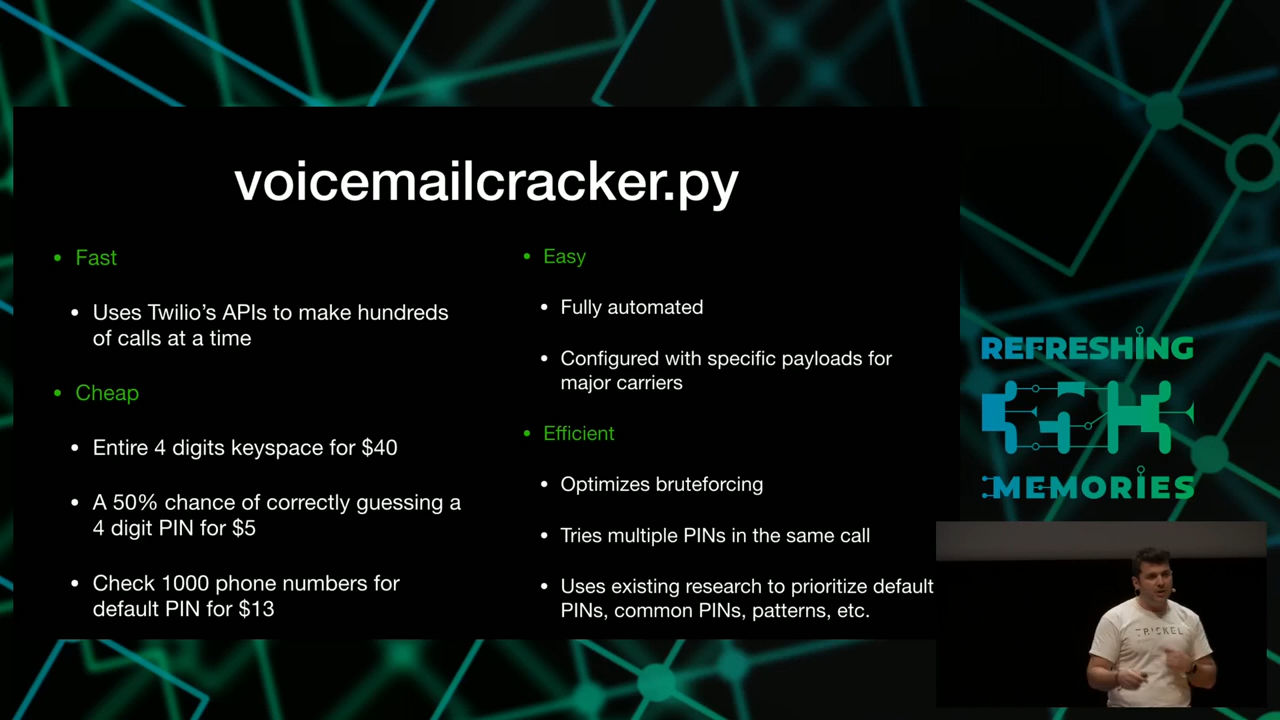 voicemailcracker.py
• Fast
• Uses Twilio’s APIs to make hundreds
of calls at a time
• Cheap
• Entire 4 digits keyspace for $40
• A 50% chance of correctly guessing a
4 digit PIN for $5
• Check 1000 phone numbers for
default PIN for $13
• Easy
• Fully automated
• Configured with specific payloads for
major carriers
• Efficient
• Optimizes bruteforcing
• Tries multiple PINs in the same call
• Uses existing research to prioritize default
PINs, common PINs, patterns, etc.
REFRESHING
MEMORIES